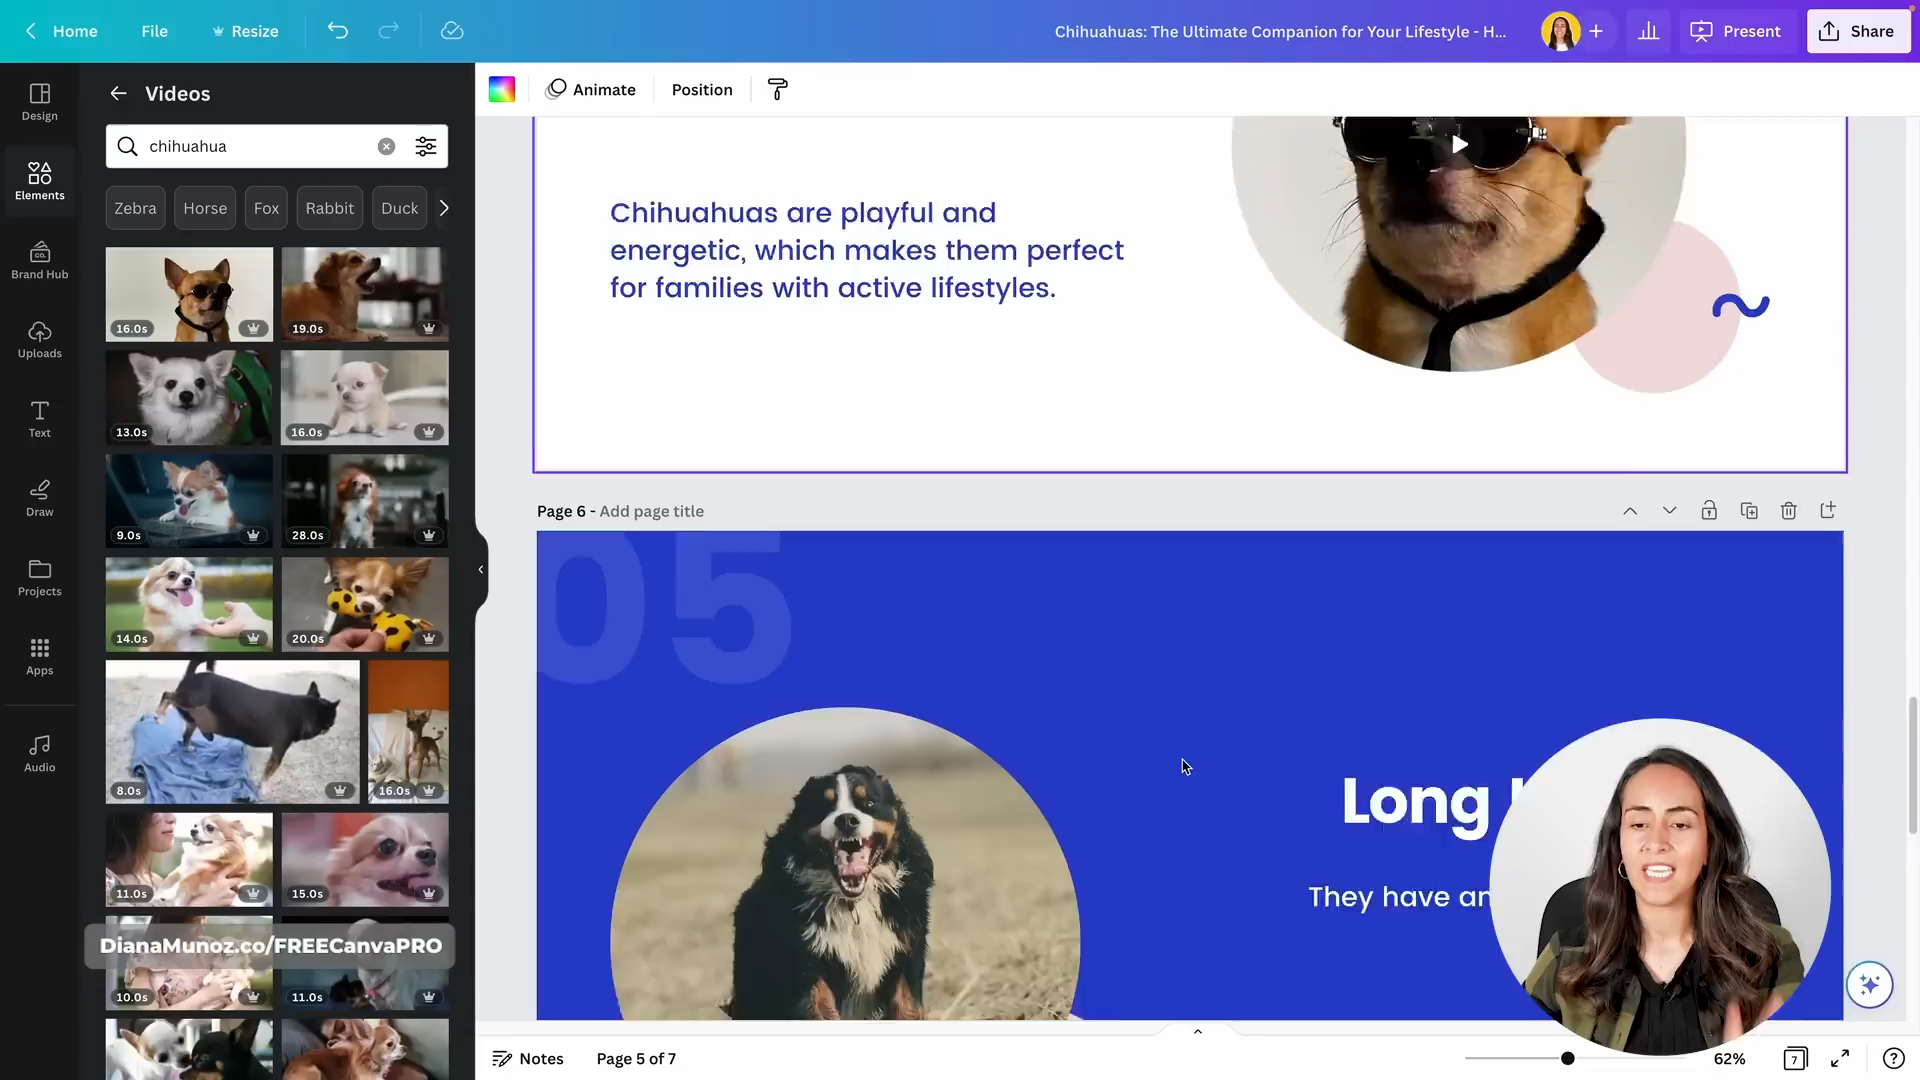 Home
File
Resize
Chihuahuas: The Ultimate Companion for Your Lifestyle - H...
Present
Share
Design
Elements
Brand Hub
Uploads
Text
Draw
Projects
Apps
Audio
Videos
chihuahua
Zebra
Horse
Fox
Rabbit
Duck
16.0s
19.0s
13.0s
16.0s
9.0s
28.0s
14.0s
20.0s
8.0s
16.0s
11.0s
15.0s
DianaMunoz.co/FREECanvaPRO
10.0s
11.0s
Animate
Position
Chihuahuas are playful and
energetic, which makes them perfect
for families with active lifestyles.
Page 6 - Add page title
05
Long
They have an
Notes
Page 5 of 7
62%
7